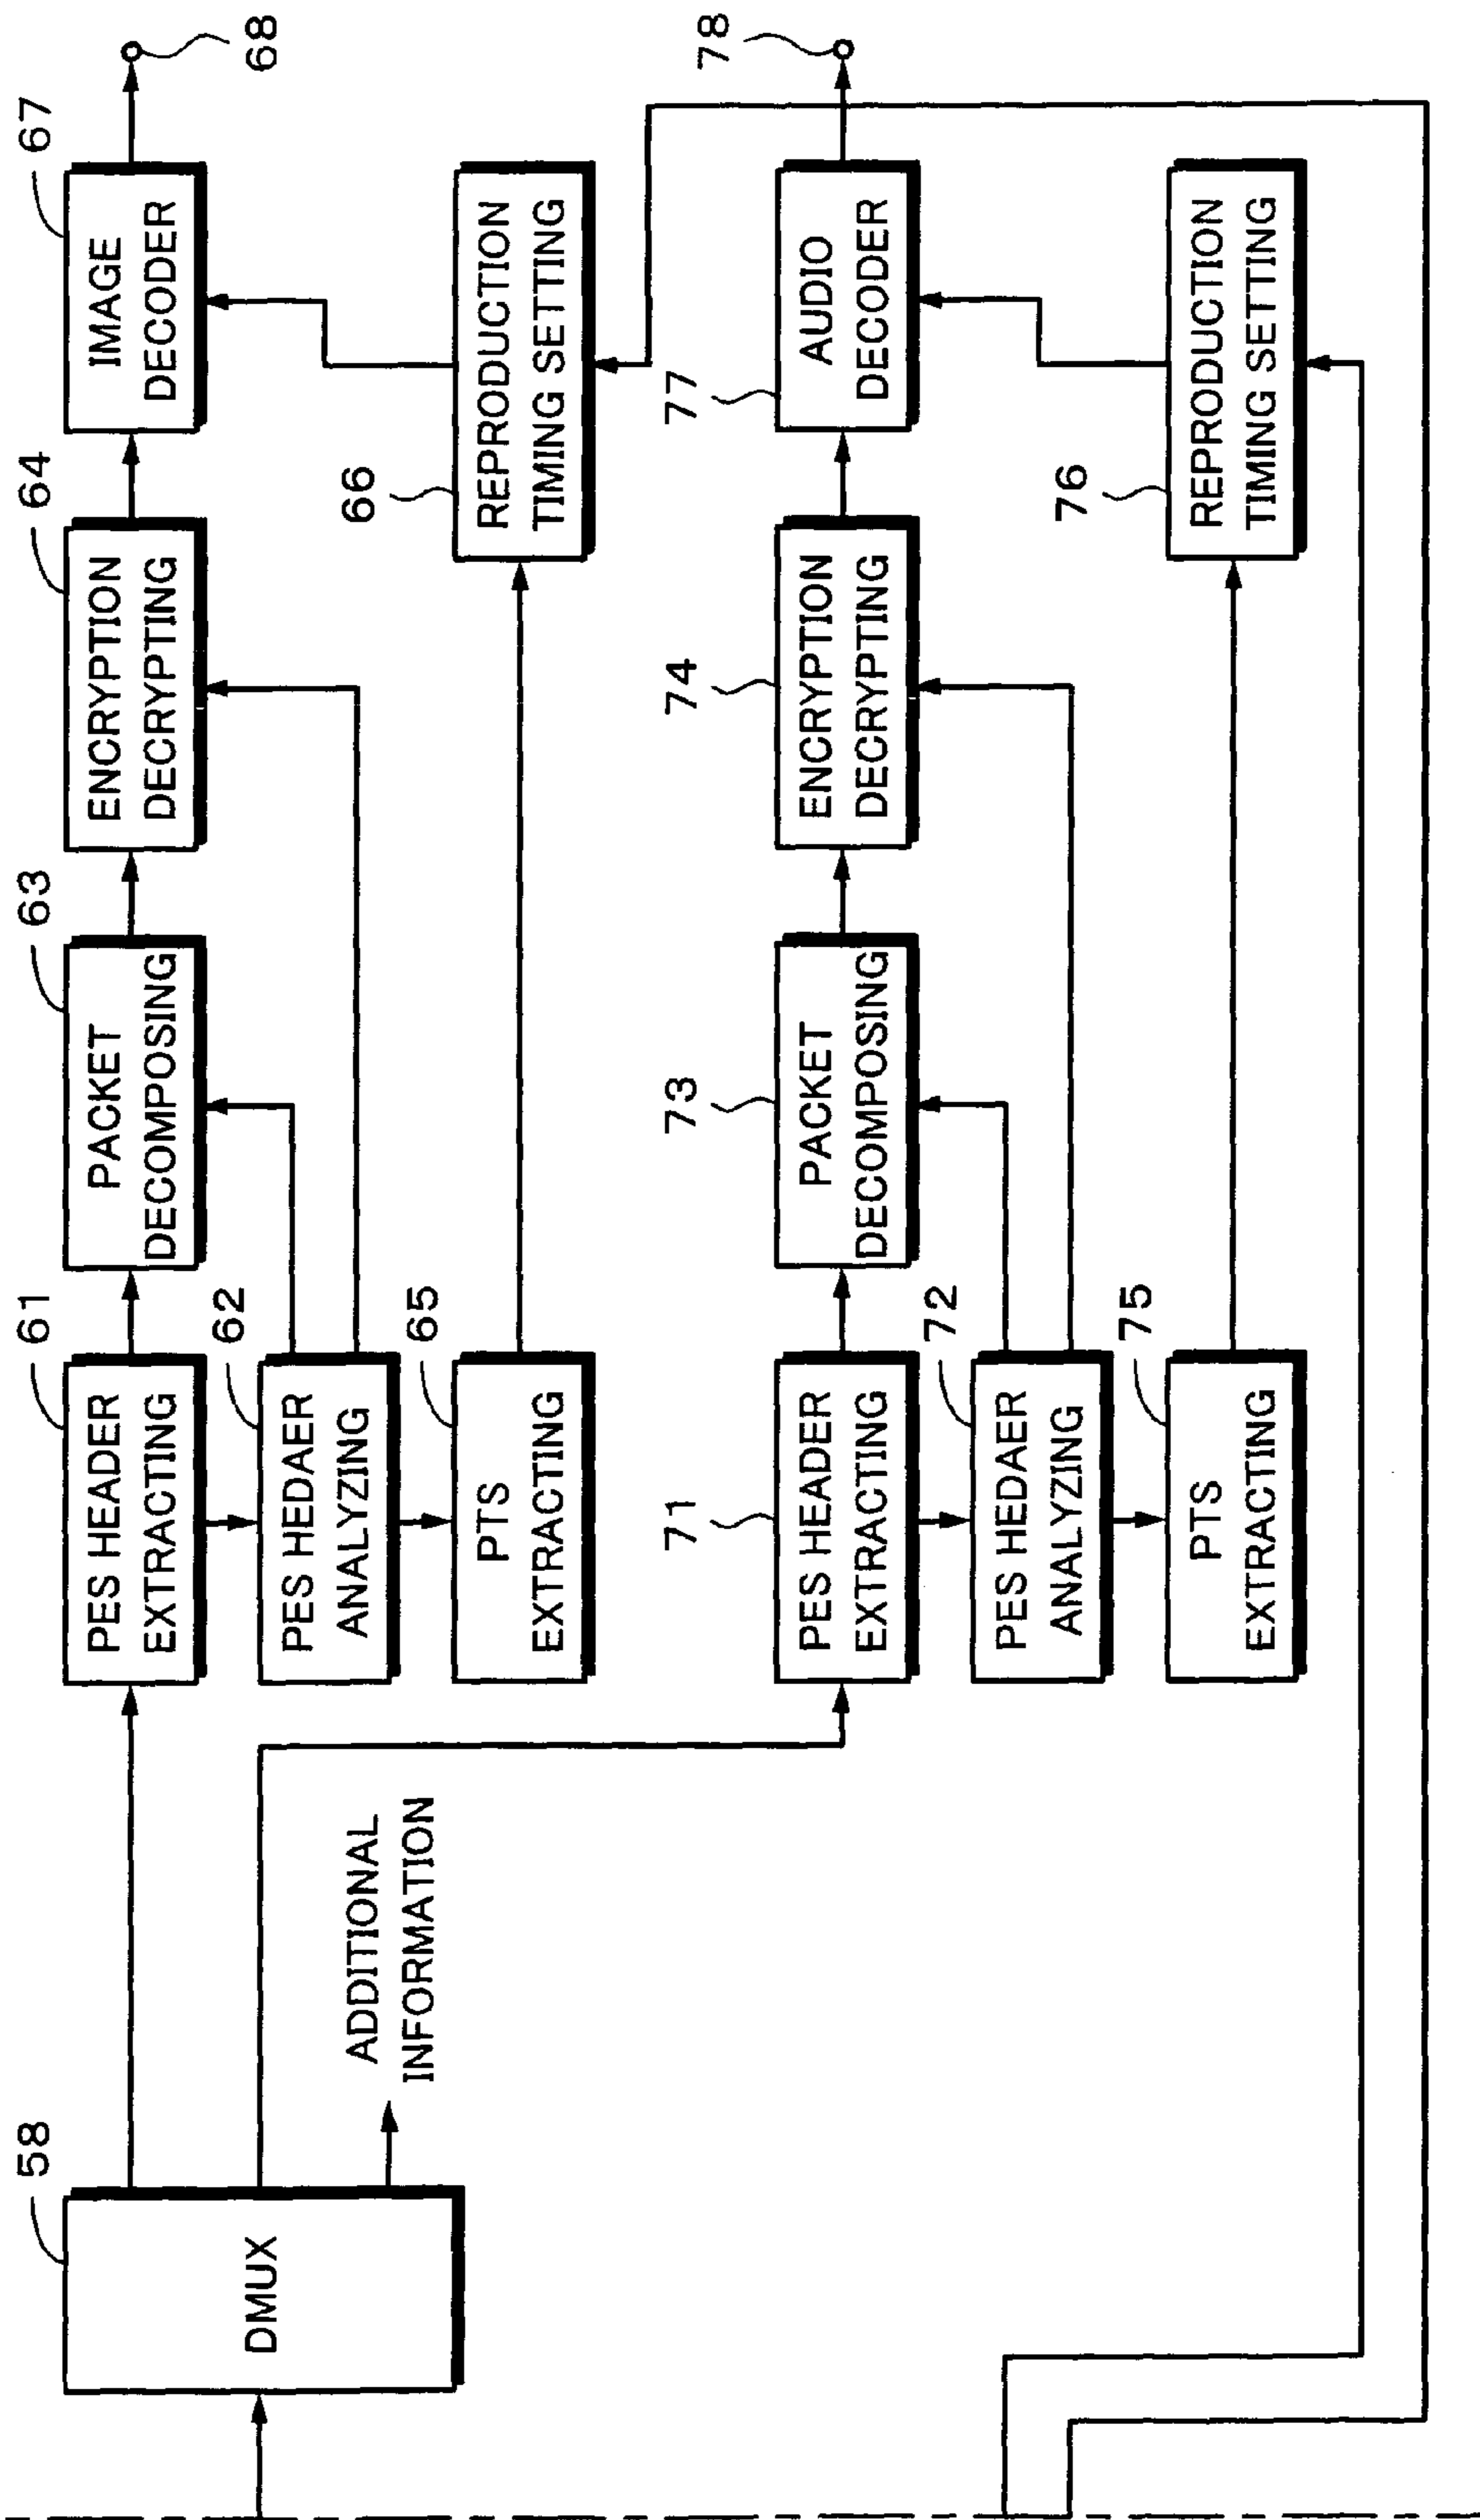 58
DMUX
ADDITIONAL
INFORMATION
61
PES HEADER
EXTRACTING
62
PES HEDAER
ANALYZING
65
PTS
EXTRACTING
63
PACKET
DECOMPOSING
64
ENCRYPTION
DECRYPTING
67
IMAGE
DECODER
68
66
REPRODUCTION
TIMING SETTING
71
PES HEADER
EXTRACTING
72
PES HEDAER
ANALYZING
75
PTS
EXTRACTING
73
PACKET
DECOMPOSING
74
ENCRYPTION
DECRYPTING
77
AUDIO
DECODER
78
76
REPRODUCTION
TIMING SETTING